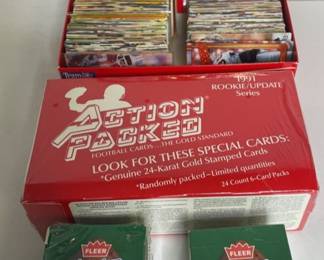 Team
1991
ROOKIE/UPDATE
Series
ACTION
PACKED
FOOTBALL CARDS...THE GOLD STANDARD
LOOK FOR THESE SPECIAL CARDS:
*Genuine 24-Karat Gold Stamped Cards
*Randomly packed–Limited quantities
24 Count 6-Card Packs
FLEER
FLEER